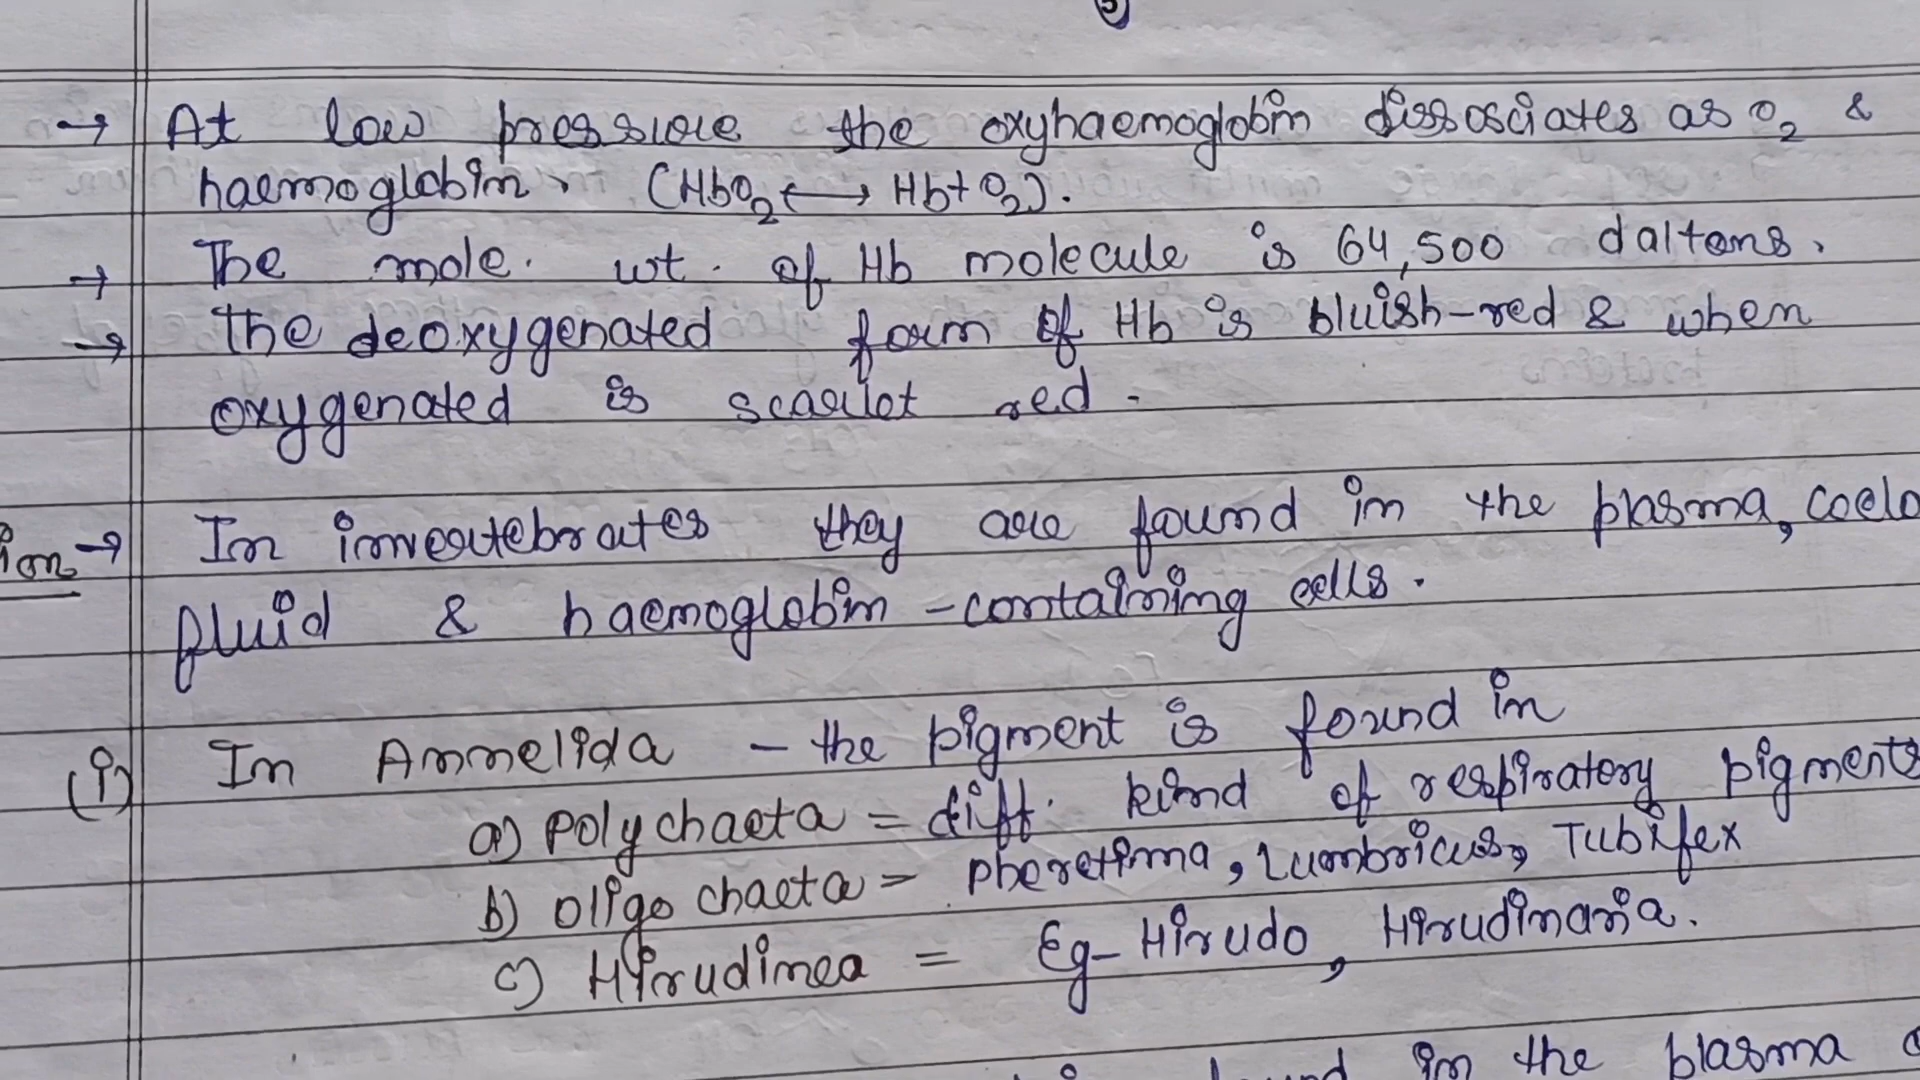 → At low pressure the oxyhaemoglobin dissosciates as O₂ &
haemoglobin. (HbO₂ ←→ Hb+O₂).
→ The mole. wt. of Hb molecule is 64,500 daltons.
→ The deoxygenated form of Hb is bluish-red & when
oxygenated is scarlet red.
→ In invertebrates they are found in the plasma, coelo
fluid & haemoglobin-containing cells.
(i) In Annelida - the pigment is found in
a) Polychaeta = diff. kind of respiratory pigments
b) Oligochaeta = Pheretima, Lumbricus, Tubifex
c) Hirudinea = Eg- Hirudo, Hirudinaria.
in the plasma